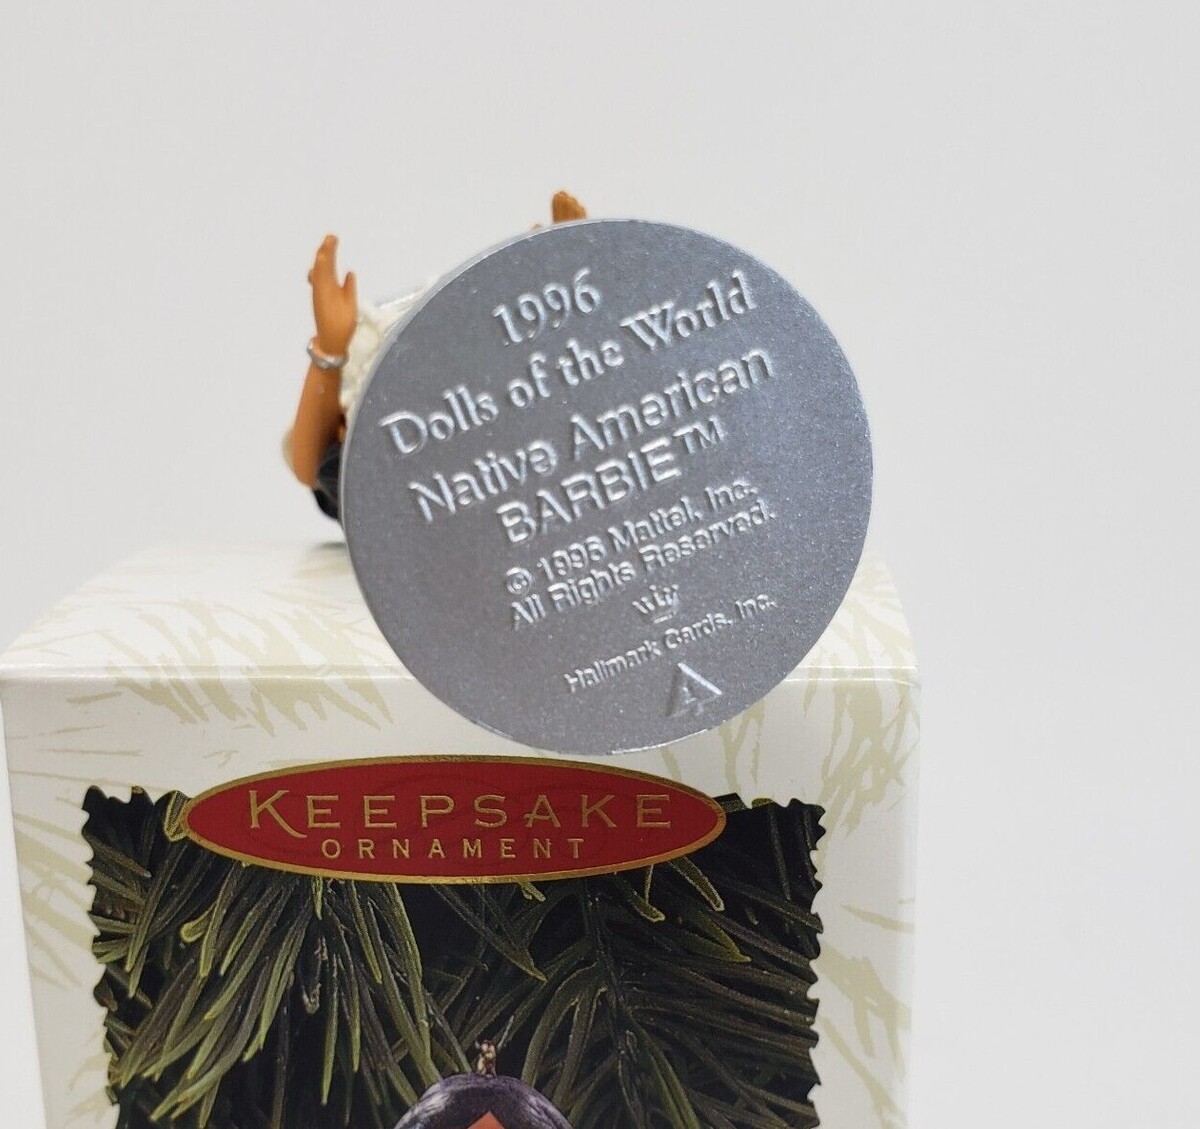 1996
Dolls of the World
Native American
BARBIE™
© 1996 Mattel, Inc.
All Rights Reserved.
Hallmark Cards, Inc.
KEEPSAKE
ORNAMENT